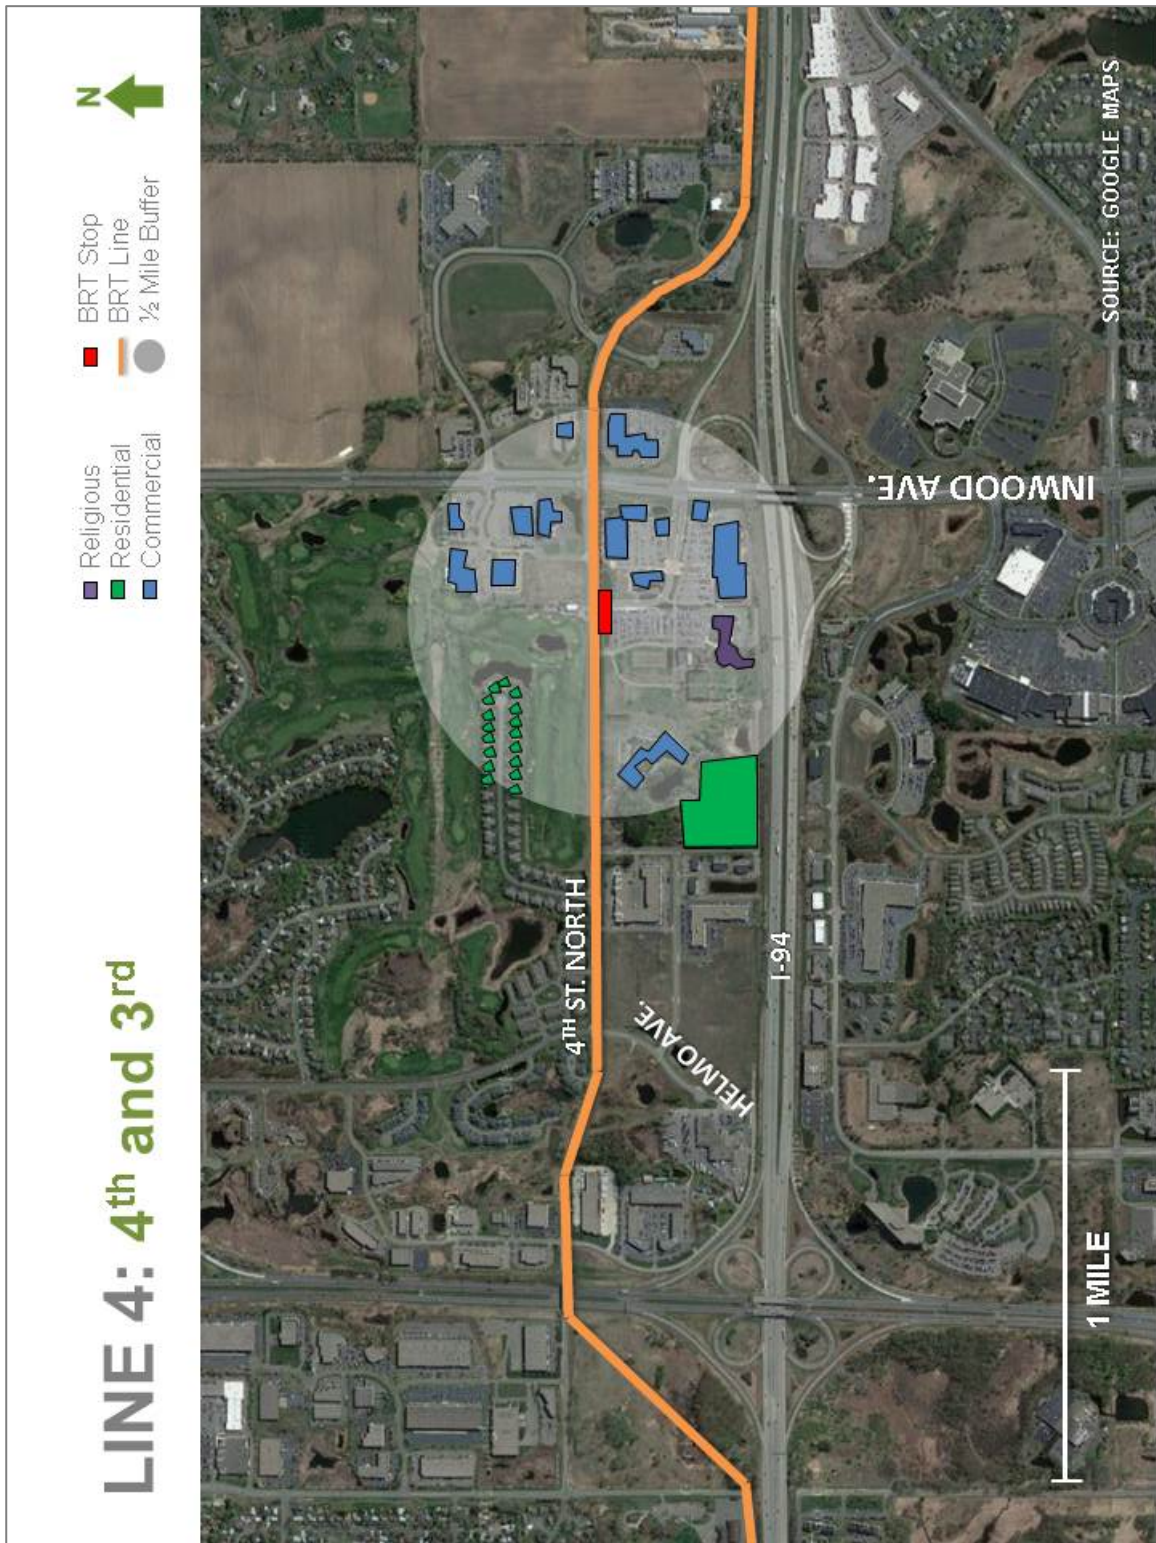 LINE 4: 4th and 3rd
Religious
Residential
Commercial
BRT Stop
BRT Line
½ Mile Buffer
N
4TH ST. NORTH
HELMO AVE.
I-94
INWOOD AVE.
1 MILE
SOURCE: GOOGLE MAPS